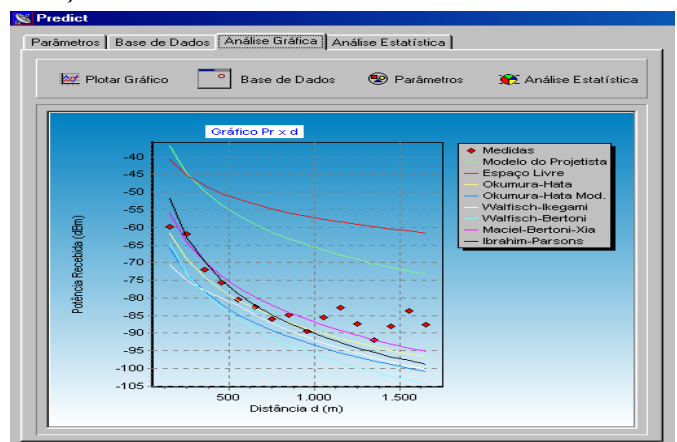 Predict
Parâmetros Base de Dados Análise Gráfica Análise Estatística
Plotar Gráfico Base de Dados Parâmetros Análise Estatística
Gráfico Pr x d
Potência Recebida (dBm)
-40
-45
-50
-55
-60
-65
-70
-75
-80
-85
-90
-95
-100
-105
500 1.000 1.500
Distância d (m)
Medidas
Modelo do Projetista
Espaço Livre
Okumura-Hata
Okumura-Hata Mod.
Walfisch-Ikegami
Walfisch-Bertoni
Maciel-Bertoni-Xia
Ibrahim-Parsons